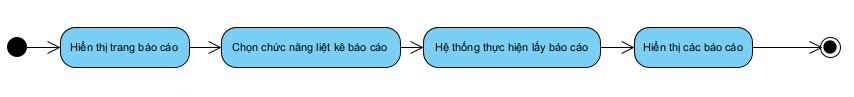 Hiển thị trang báo cáo
Chọn chức năng liệt kê báo cáo
Hệ thống thực hiện lấy báo cáo
Hiển thị các báo cáo